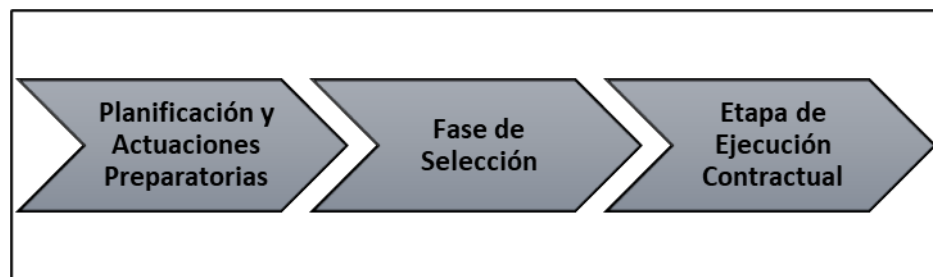 Planificación y
Actuaciones
Preparatorias
Fase de
Selección
Etapa de
Ejecución
Contractual